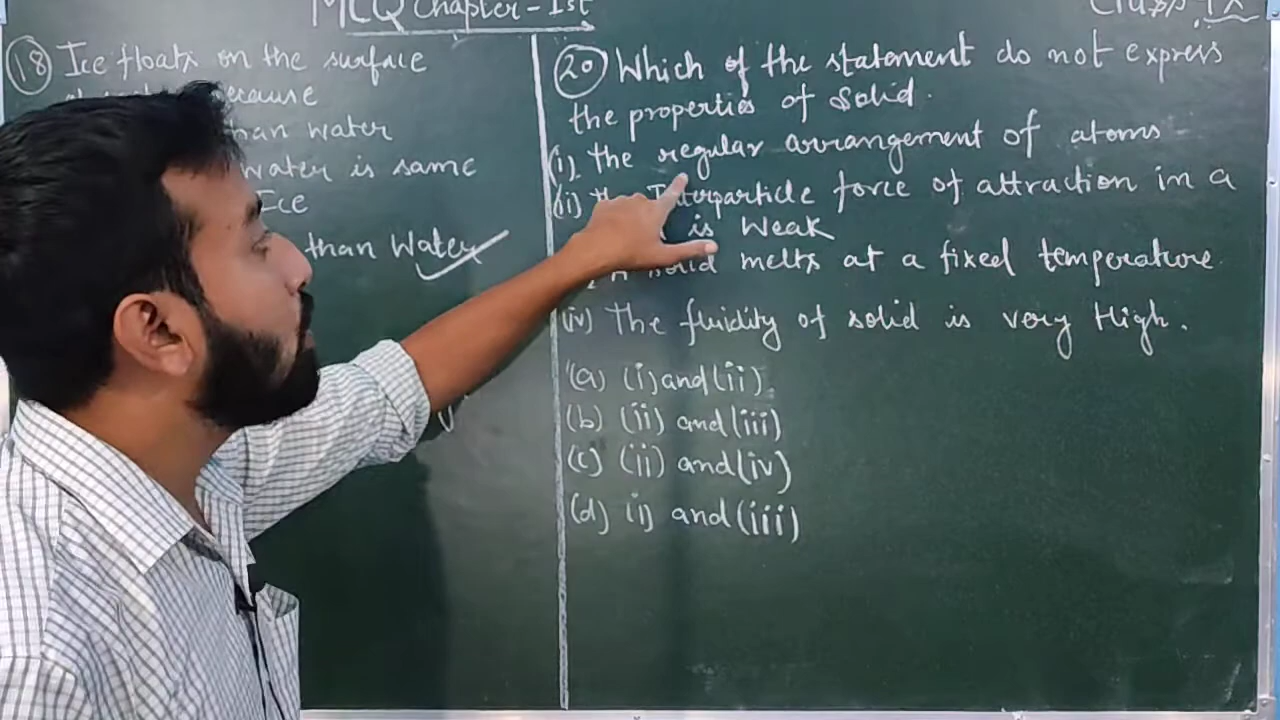 MCQ Chapter-Ist
Class IX
(18) Ice floats on the surface
because
than water
water is same
Ice
than Water
(20) Which of the statement do not express
the properties of Solid.
(i) the regular arrangement of atoms
(ii) the Interparticle force of attraction in a
is Weak
A solid melts at a fixed temperature.
(iv) The fluidity of solid is very High.
(a) (i) and (ii).
(b) (ii) and (iii)
(c) (ii) and (iv)
(d) (i) and (iii)